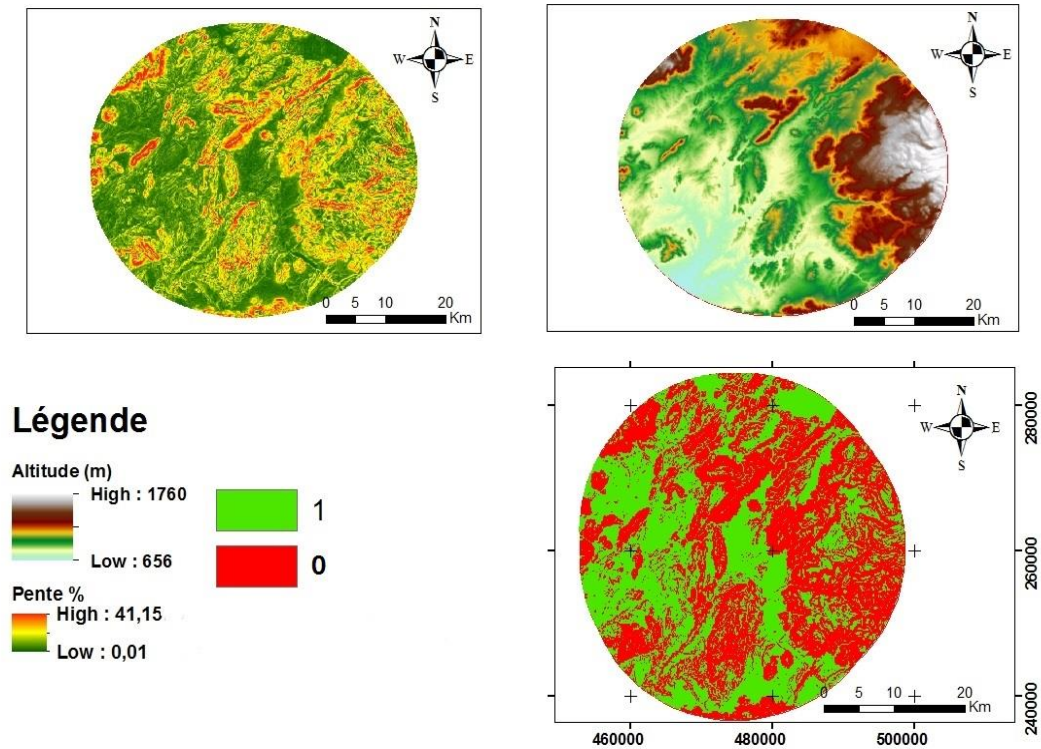 N
W E
S
0 5 10 20
Km
N
W E
S
0 5 10 20
Km
Légende
Altitude (m)
High : 1760
Low : 656
Pente %
High : 41,15
Low : 0,01
1
0
N
W E
S
280000
260000
240000
0 5 10 20
Km
460000 480000 500000